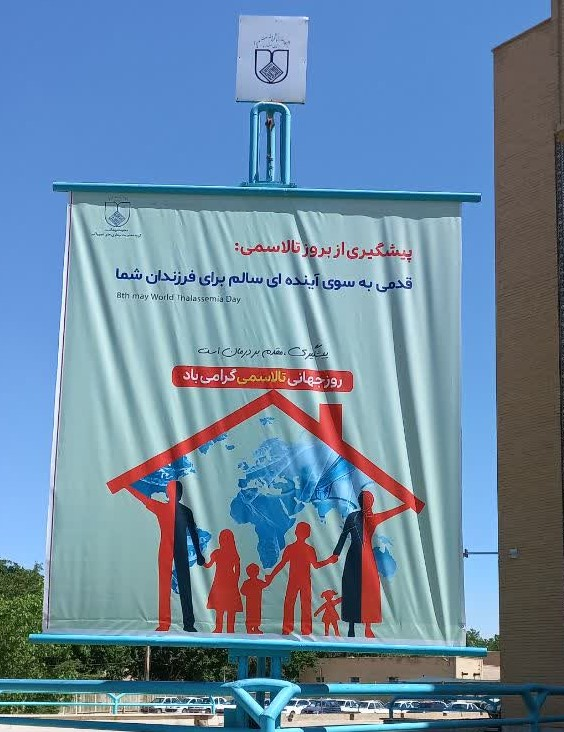 پیشگیری از بروز تالاسمی:
قدمی به سوی آینده ای سالم برای فرزندان شما
8th may World Thalassemia Day
پیشگیری، مقدم بر درمان است
روز جهانی تالاسمی گرامی باد